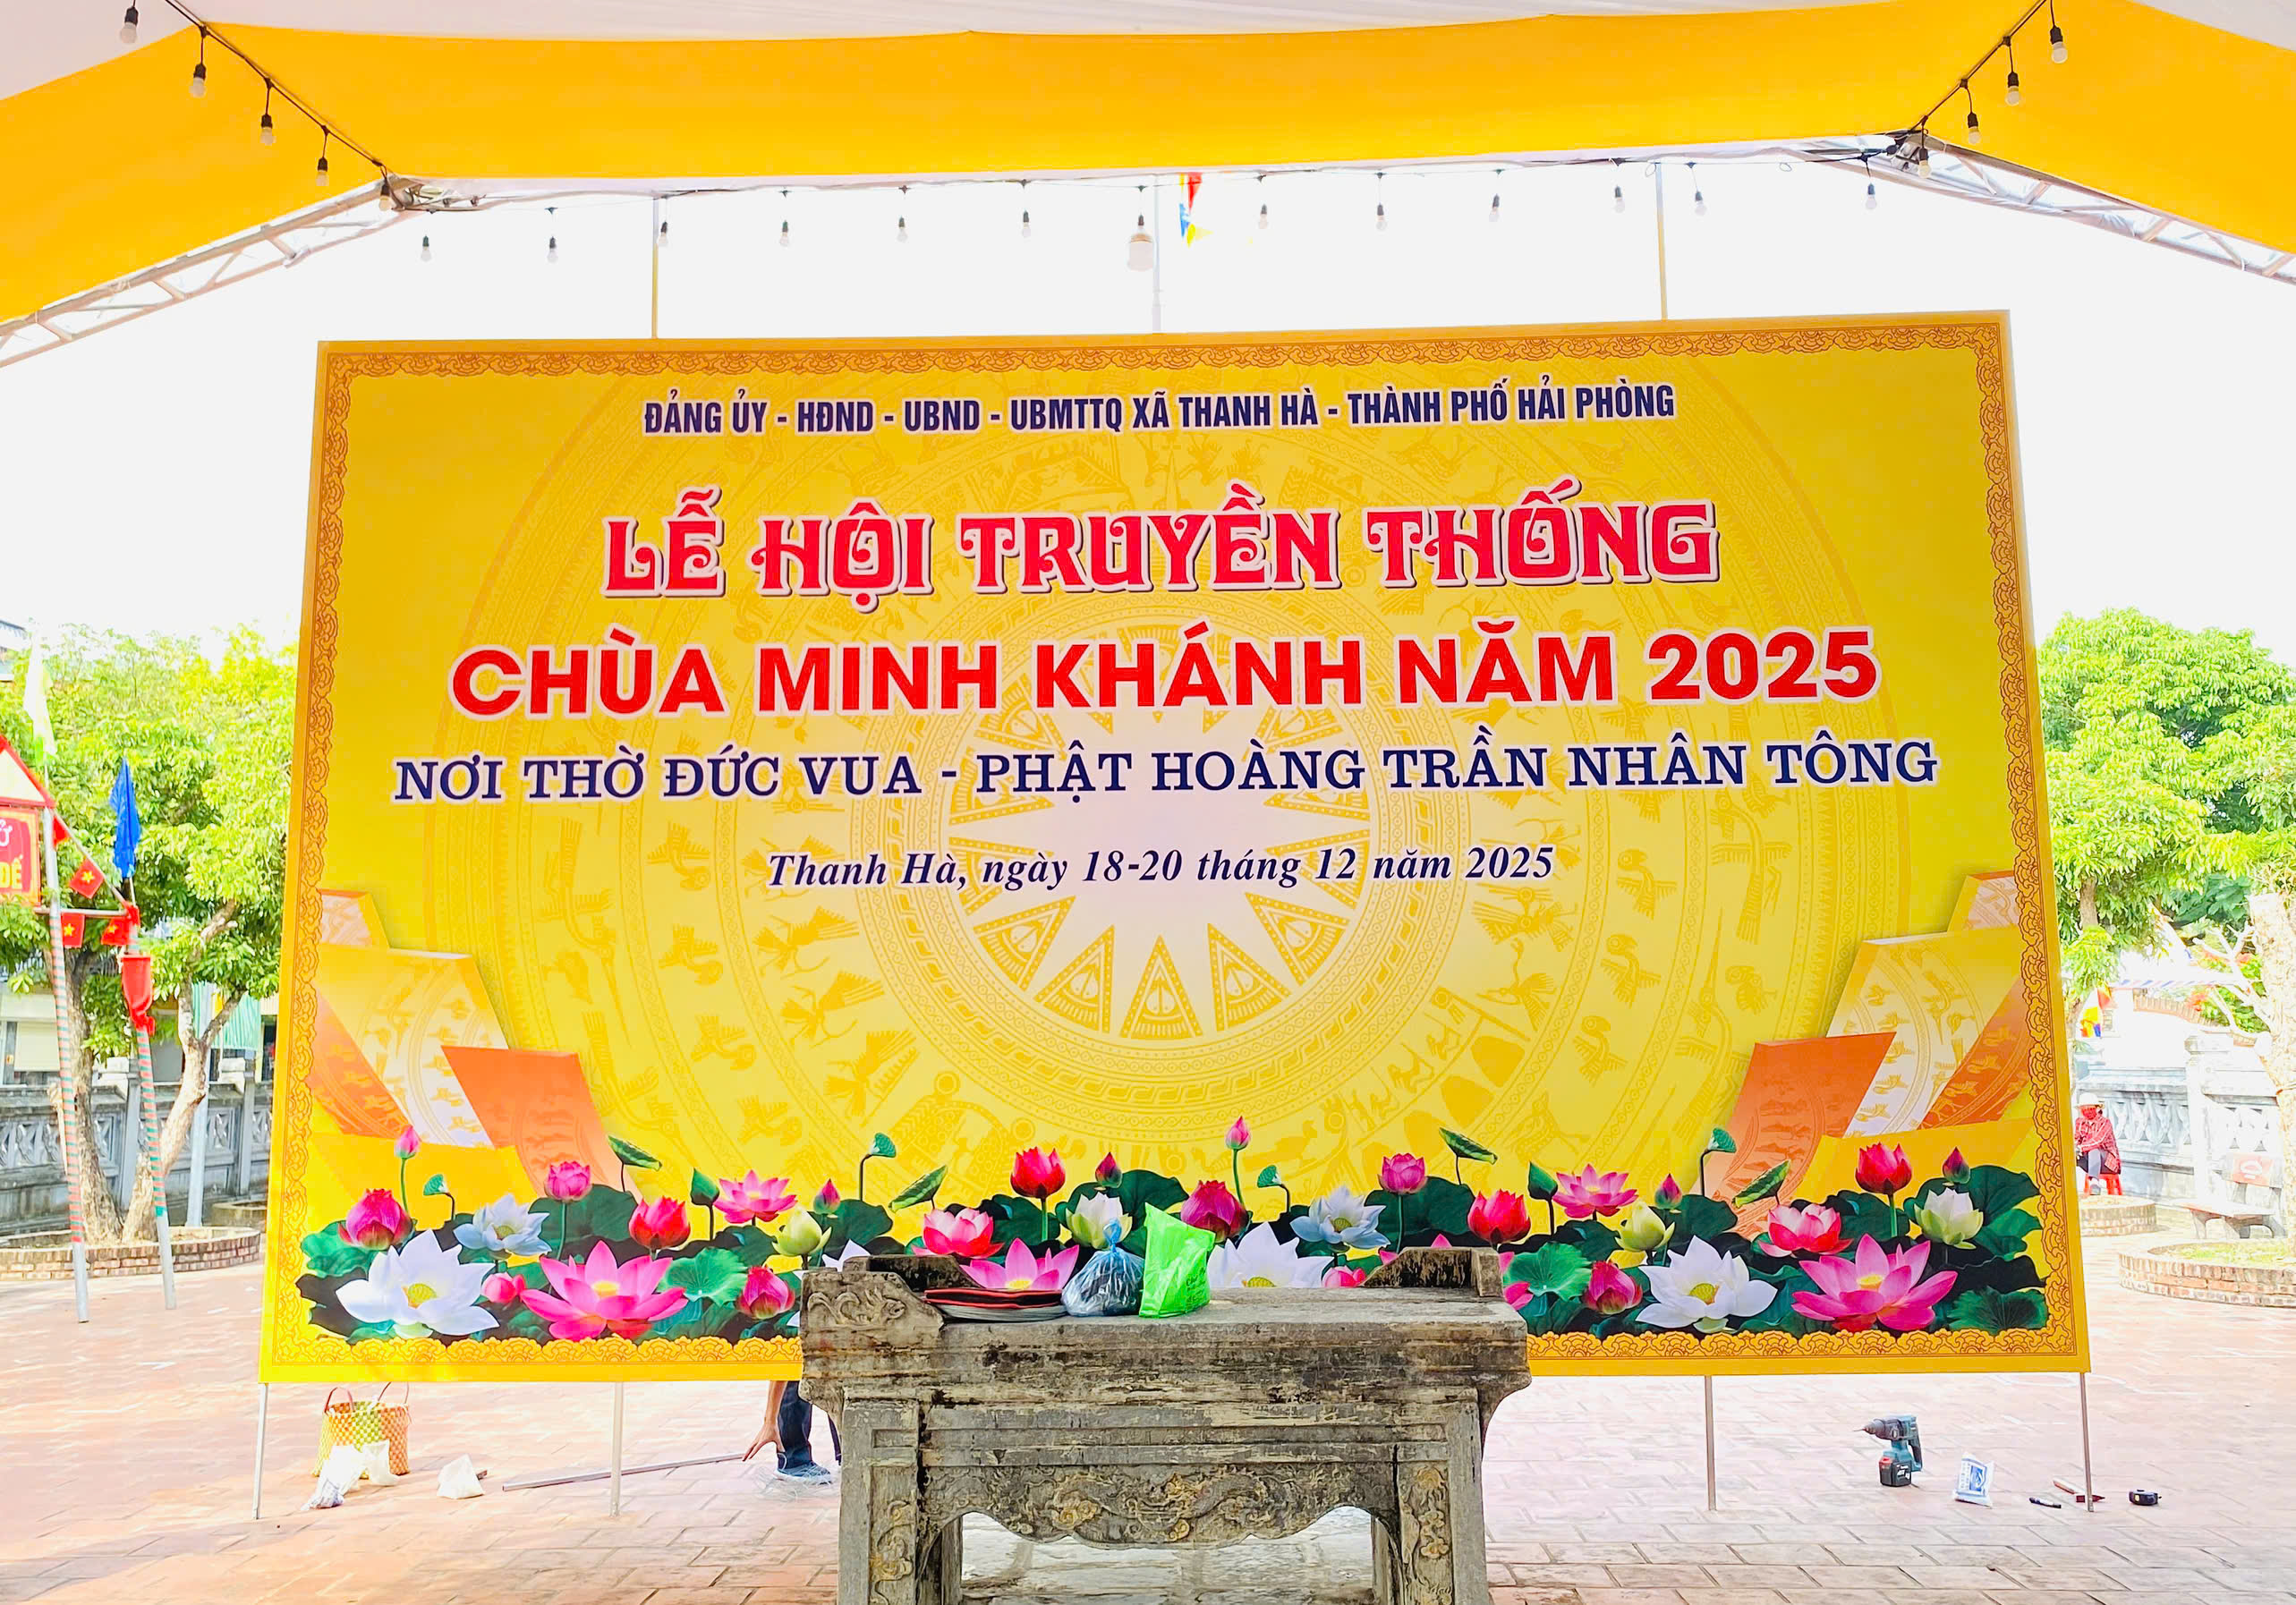 ĐẢNG ỦY - HĐND - UBND - UBMTTQ XÃ THANH HÀ - THÀNH PHỐ HẢI PHÒNG
LỄ HỘI TRUYỀN THỐNG
CHÙA MINH KHÁNH NĂM 2025
NƠI THỜ ĐỨC VUA - PHẬT HOÀNG TRẦN NHÂN TÔNG
Thanh Hà, ngày 18-20 tháng 12 năm 2025